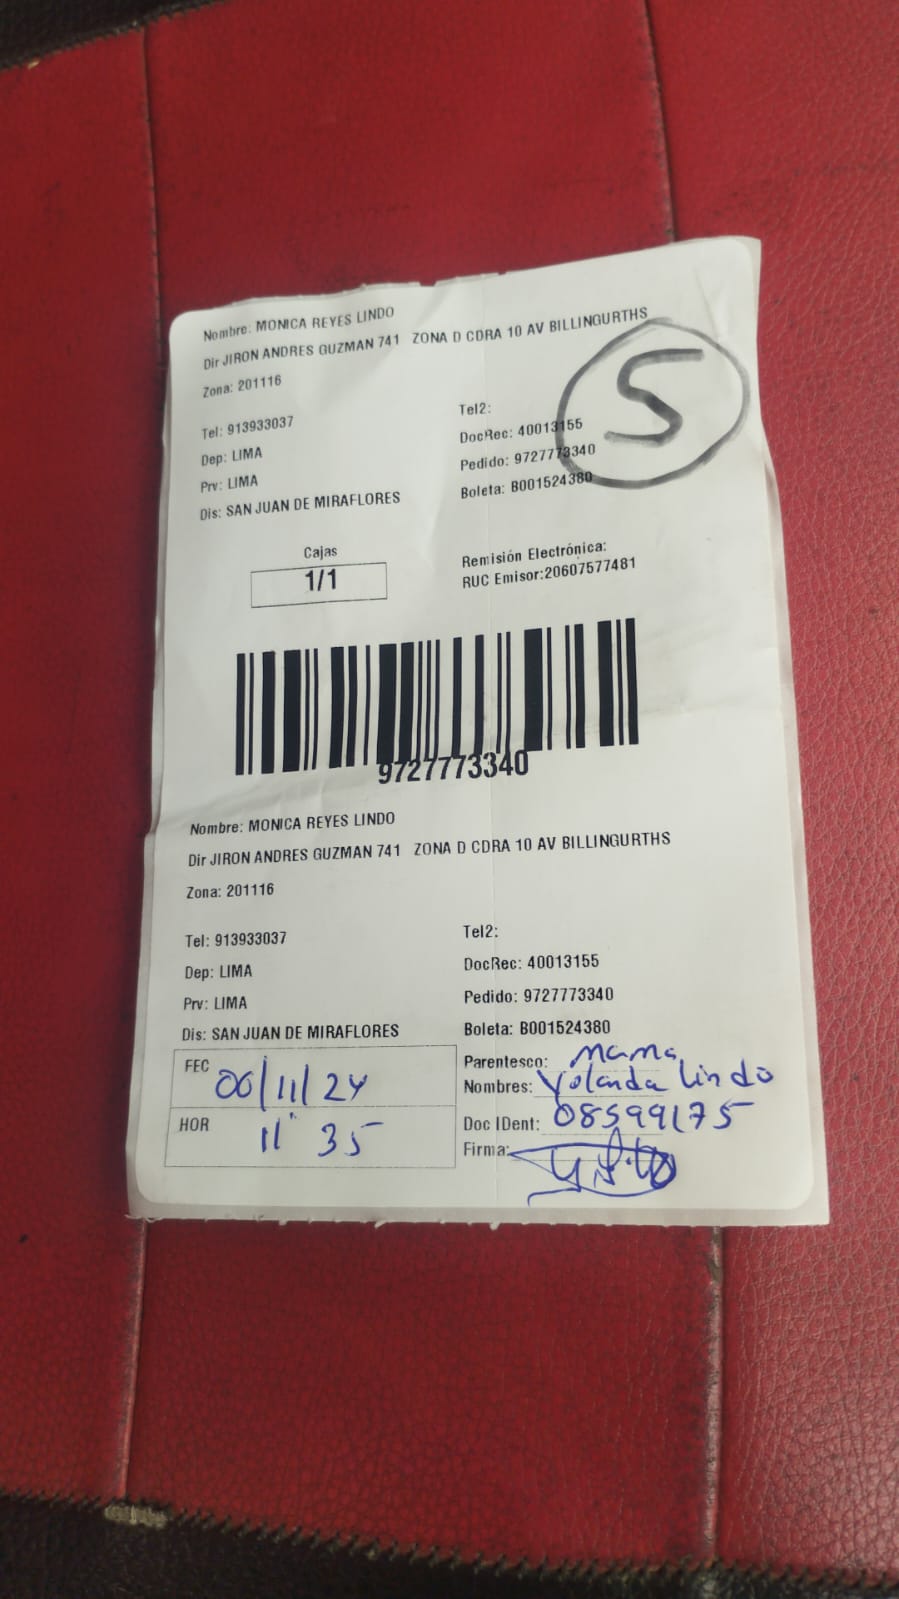 Nombre: MONICA REYES LINDO
Dir JIRON ANDRES GUZMAN 741 ZONA D CDRA 10 AV BILLINGURTHS
Zona: 201116
S
Tel: 913933037
Tel2:
Dep: LIMA
DocRec: 40013155
Prv: LIMA
Pedido: 9727773340
Dis: SAN JUAN DE MIRAFLORES
Boleta: B001524380
Cajas
1/1
Remisión Electrónica:
RUC Emisor:20607577481
9727773340
Nombre: MONICA REYES LINDO
Dir JIRON ANDRES GUZMAN 741 ZONA D CDRA 10 AV BILLINGURTHS
Zona: 201116
Tel: 913933037
Tel2:
Dep: LIMA
DocRec: 40013155
Prv: LIMA
Pedido: 9727773340
Dis: SAN JUAN DE MIRAFLORES
Boleta: B001524380
FEC 06/11/24
HOR 11° 35
Parentesco: mama
Nombres: Yolanda Lindo
Doc IDent: 08599175
Firma: